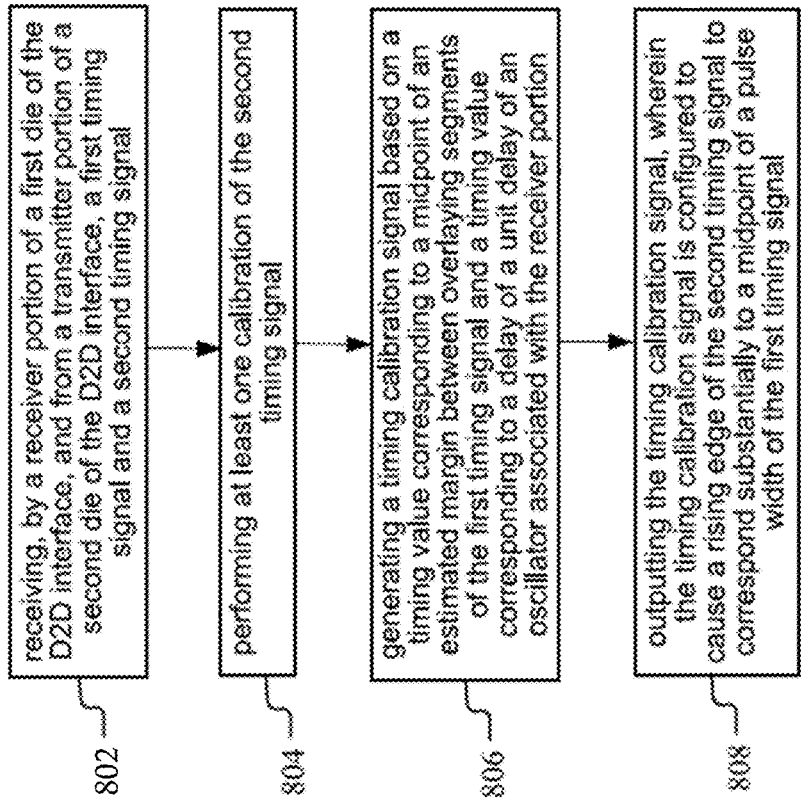 receiving, by a receiver portion of a first die of the
D2D interface, and from a transmitter portion of a
second die of the D2D interface, a first timing
signal and a second timing signal
802
performing at least one calibration of the second
timing signal
804
generating a timing calibration signal based on a
timing value corresponding to a midpoint of an
estimated margin between overlaying segments
of the first timing signal and a timing value
corresponding to a delay of a unit delay of an
oscillator associated with the receiver portion
806
outputting the timing calibration signal, wherein
the timing calibration signal is configured to
cause a rising edge of the second timing signal to
correspond substantially to a midpoint of a pulse
width of the first timing signal
808